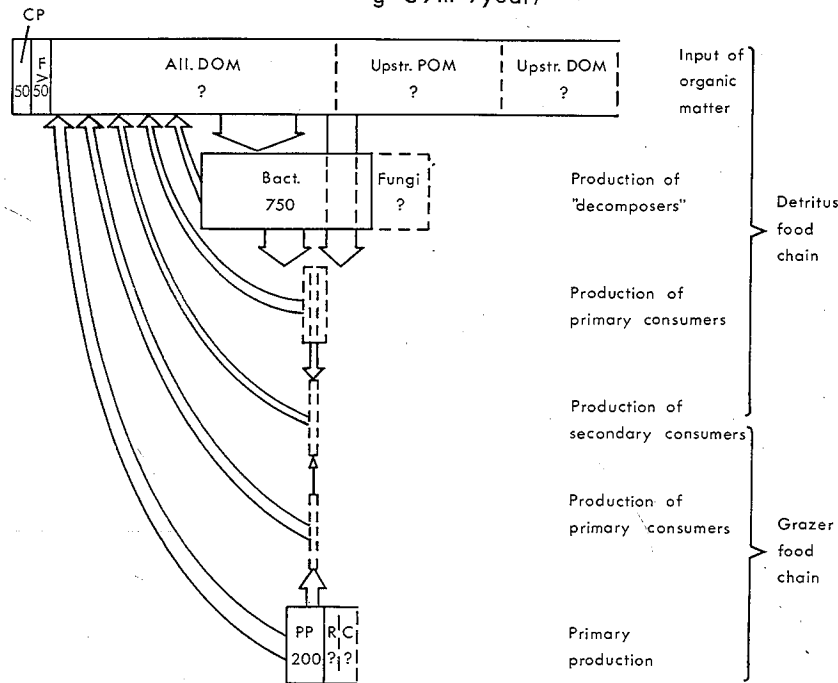 g C/m²/year)
CP
50
F
V
50
All. DOM
?
Upstr. POM
?
Upstr. DOM
?
Input of
organic
matter
Bact.
750
Fungi
?
Production of
"decomposers"
Detritus
food
chain
Production of
primary consumers
Production of
secondary consumers
Production of
primary consumers
Grazer
food
chain
PP
200
R
?
C
?
Primary
production